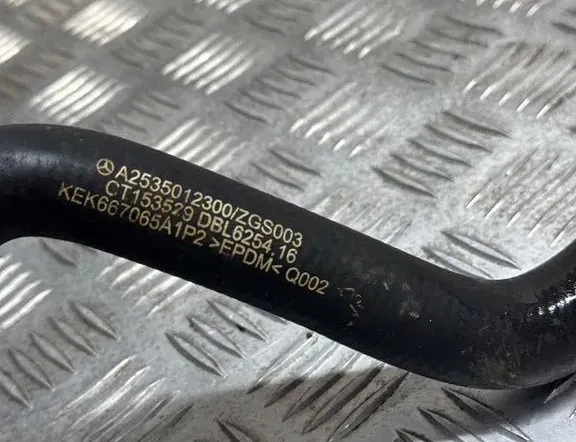 A2535012300/ZGS003
CT153529 DBL6254.16
KEK667065A1P2 >EPDM< Q002